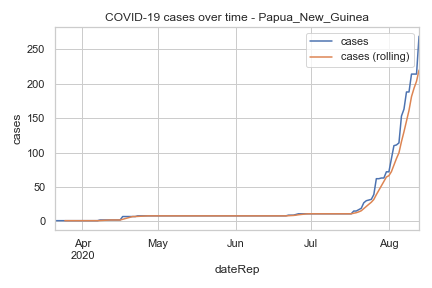 COVID-19 cases over time - Papua_New_Guinea
cases
cases (rolling)
250
200
150
100
50
0
cases
Apr
2020
May
Jun
Jul
Aug
dateRep